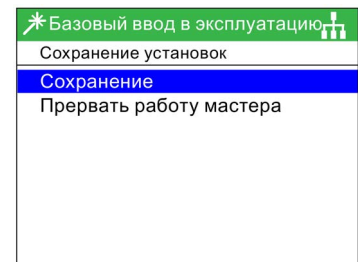 Базовый ввод в эксплуатацию
Сохранение установок
Сохранение
Прервать работу мастера